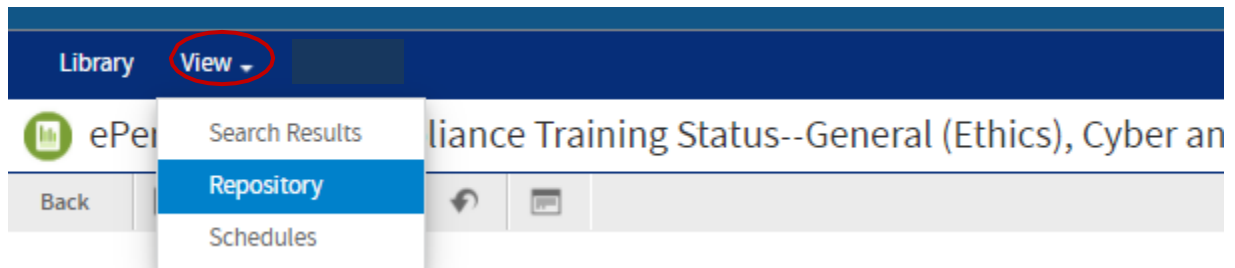 Library View
ePer liance Training Status--General (Ethics), Cyber an
Search Results
Repository
Back
Schedules